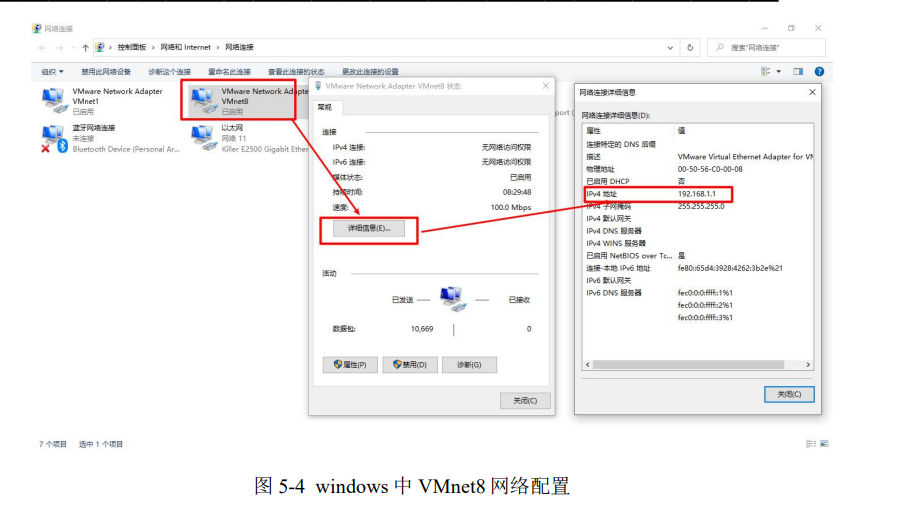 网络连接
控制面板 › 网络和 Internet › 网络连接
搜索"网络连接"
组织 禁用此网络设备 诊断这个连接 重命名此连接 查看此连接的状态 更改此连接的设置
VMware Network Adapter VMnet1
已启用
VMware Network Adapte
VMnet8
已启用
蓝牙网络连接
未连接
Bluetooth Device (Personal Ar...
以太网
网络 11
Killer E2500 Gigabit Ether
port (
VMware Network Adapter VMnet8 状态
常规
连接
IPv4 连接: 无网络访问权限
IPv6 连接: 无网络访问权限
媒体状态: 已启用
持续时间: 08:29:48
速度: 100.0 Mbps
详细信息(E)...
活动
已发送 — — 已接收
数据包: 10,669 0
属性(P) 禁用(D) 诊断(G)
关闭(C)
网络连接详细信息
网络连接详细信息(D):
属性 值
连接特定的 DNS 后缀
描述 VMware Virtual Ethernet Adapter for VM
物理地址 00-50-56-C0-00-08
已启用 DHCP 否
IPv4 地址 192.168.1.1
IPv4 子网掩码 255.255.255.0
IPv4 默认网关
IPv4 DNS 服务器
IPv4 WINS 服务器
已启用 NetBIOS over Tc... 是
连接-本地 IPv6 地址 fe80::65d4:3928:4262:3b2e%21
IPv6 默认网关
IPv6 DNS 服务器 fec0:0:0:ffff::1%1
fec0:0:0:ffff::2%1
fec0:0:0:ffff::3%1
关闭(C)
7 个项目 选中 1 个项目
图 5-4 windows 中 VMnet8 网络配置